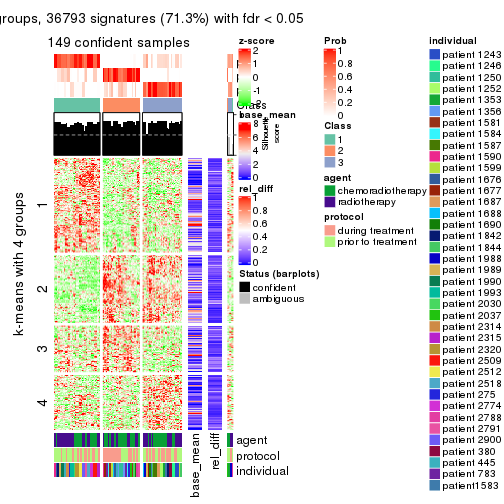 groups, 36793 signatures (71.3%) with fdr < 0.05
149 confident samples
k-means with 4 groups
1
2
3
4
Class
Silhouette
score
agent
protocol
individual
base_mean
rel_diff
z-score
2
1
0
-1
-2
base_mean
8
6
4
2
0
rel_diff
1
0.8
0.6
0.4
0.2
0
Status (barplots)
confident
ambiguous
Prob
1
0.8
0.6
0.4
0.2
0
Class
1
2
3
agent
chemoradiotherapy
radiotherapy
protocol
during treatment
prior to treatment
individual
patient 1243
patient 1246
patient 1250
patient 1252
patient 1353
patient 1356
patient 1581
patient 1584
patient 1587
patient 1590
patient 1599
patient 1676
patient 1677
patient 1687
patient 1688
patient 1690
patient 1842
patient 1844
patient 1988
patient 1989
patient 1990
patient 1993
patient 2030
patient 2037
patient 2314
patient 2315
patient 2320
patient 2509
patient 2512
patient 2518
patient 275
patient 2774
patient 2788
patient 2791
patient 2900
patient 380
patient 445
patient 783
patient1583